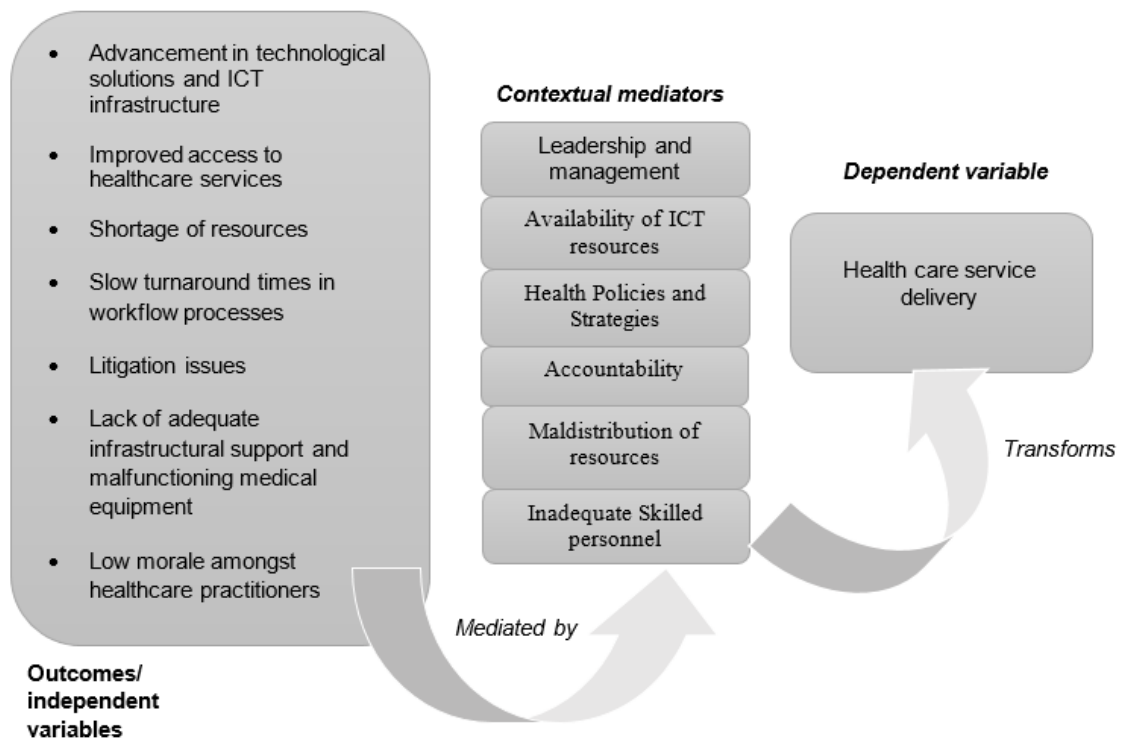 • Advancement in technological
solutions and ICT
infrastructure
• Improved access to
healthcare services
• Shortage of resources
• Slow turnaround times in
workflow processes
• Litigation issues
• Lack of adequate
infrastructural support and
malfunctioning medical
equipment
• Low morale amongst
healthcare practitioners
Outcomes/
independent
variables
Mediated by
Contextual mediators
Leadership and
management
Availability of ICT
resources
Health Policies and
Strategies
Accountability
Maldistribution of
resources
Inadequate Skilled
personnel
Dependent variable
Health care service
delivery
Transforms